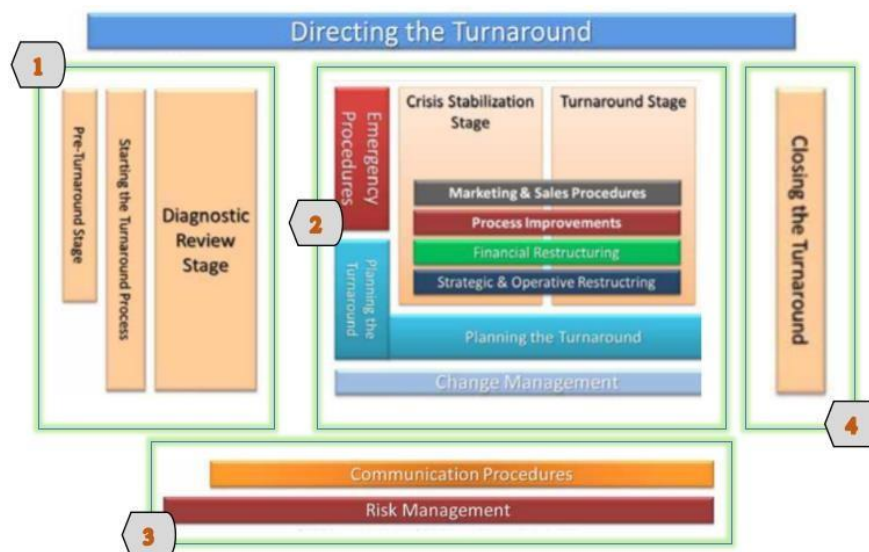 Directing the Turnaround
1
Pre-Turnaround Stage
Starting the Turnaround Process
Diagnostic
Review
Stage
2
Emergency
Procedures
Crisis Stabilization
Stage
Turnaround Stage
Marketing & Sales Procedures
Process Improvements
Financial Restructuring
Strategic & Operative Restructring
Planning the
Turnaround
Planning the Turnaround
Change Management
Closing the Turnaround
4
Communication Procedures
Risk Management
3